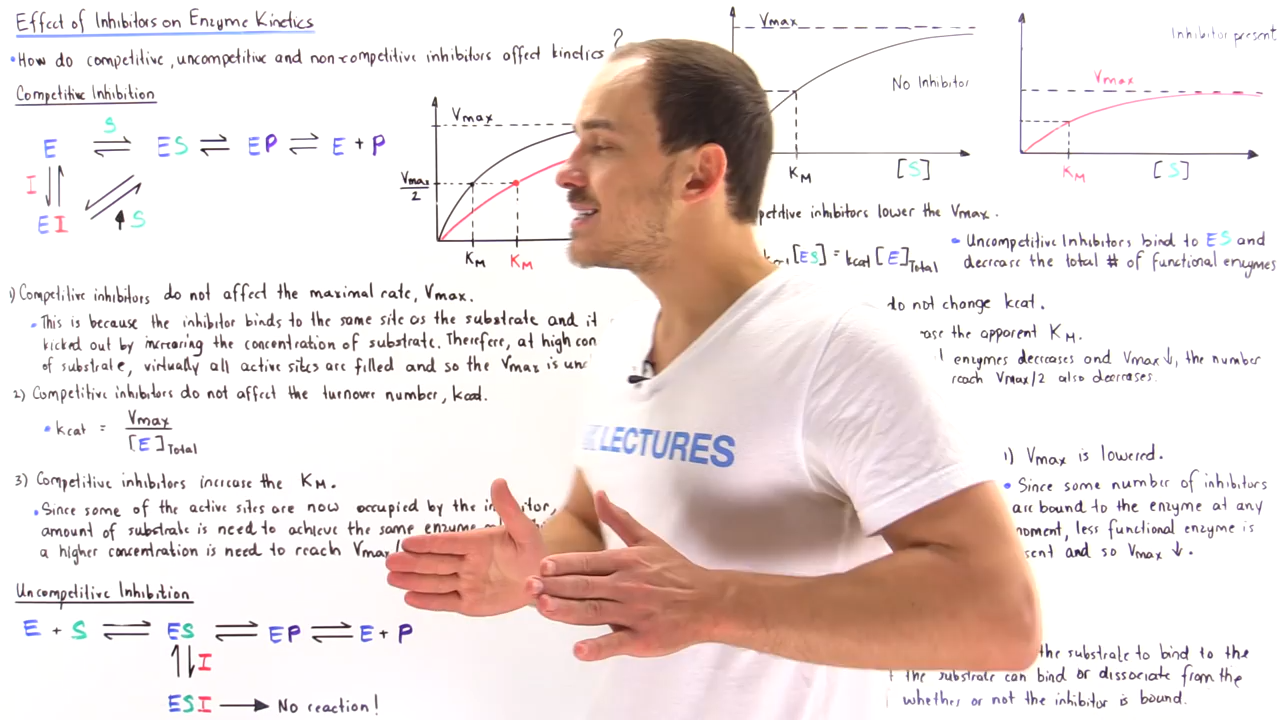 Effect of Inhibitors on Enzyme Kinetics
• How do competitive, uncompetitive and non-competitive inhibitors affect kinetics ?
Competitive Inhibition
S
E ⇌ ES ⇌ EP ⇌ E + P
I
EI
↑ S
Vmax
Vmax
2
KM KM
1) Competitive inhibitors do not affect the maximal rate, Vmax.
• This is because the inhibitor binds to the same site as the substrate and it
kicked out by increasing the concentration of substrate. Therefore, at high con
of substrate, virtually all active sites are filled and so the Vmax is unc
2) Competitive inhibitors do not affect the turnover number, kcat.
• kcat = Vmax
[E]Total
3) Competitive inhibitors increase the KM.
• Since some of the active sites are now occupied by the in itor,
amount of substrate is need to achieve the same enzyme
a higher concentration is need to reach Vmax/
Uncompetitive Inhibition
E + S ⇌ ES ⇌ EP ⇌ E + P
I
ESI → No reaction!
Vmax
No Inhibitor
KM [S]
Inhibitor present
Vmax
KM [S]
petitive inhibitors lower the Vmax.
[ES] = kcat [E]Total
• Uncompetitive Inhibitors bind to ES and
decrease the total # of functional enzymes
do not change kcat.
ase the apparent KM.
enzymes decreases and Vmax↓, the number
reach Vmax/2 also decreases.
LECTURES
1) Vmax is lowered.
• Since some number of inhibitors
are bound to the enzyme at any
moment, less functional enzyme is
sent and so Vmax ↓.
the substrate to bind to the
the substrate can bind or dissociate from the
whether or not the inhibitor is bound.